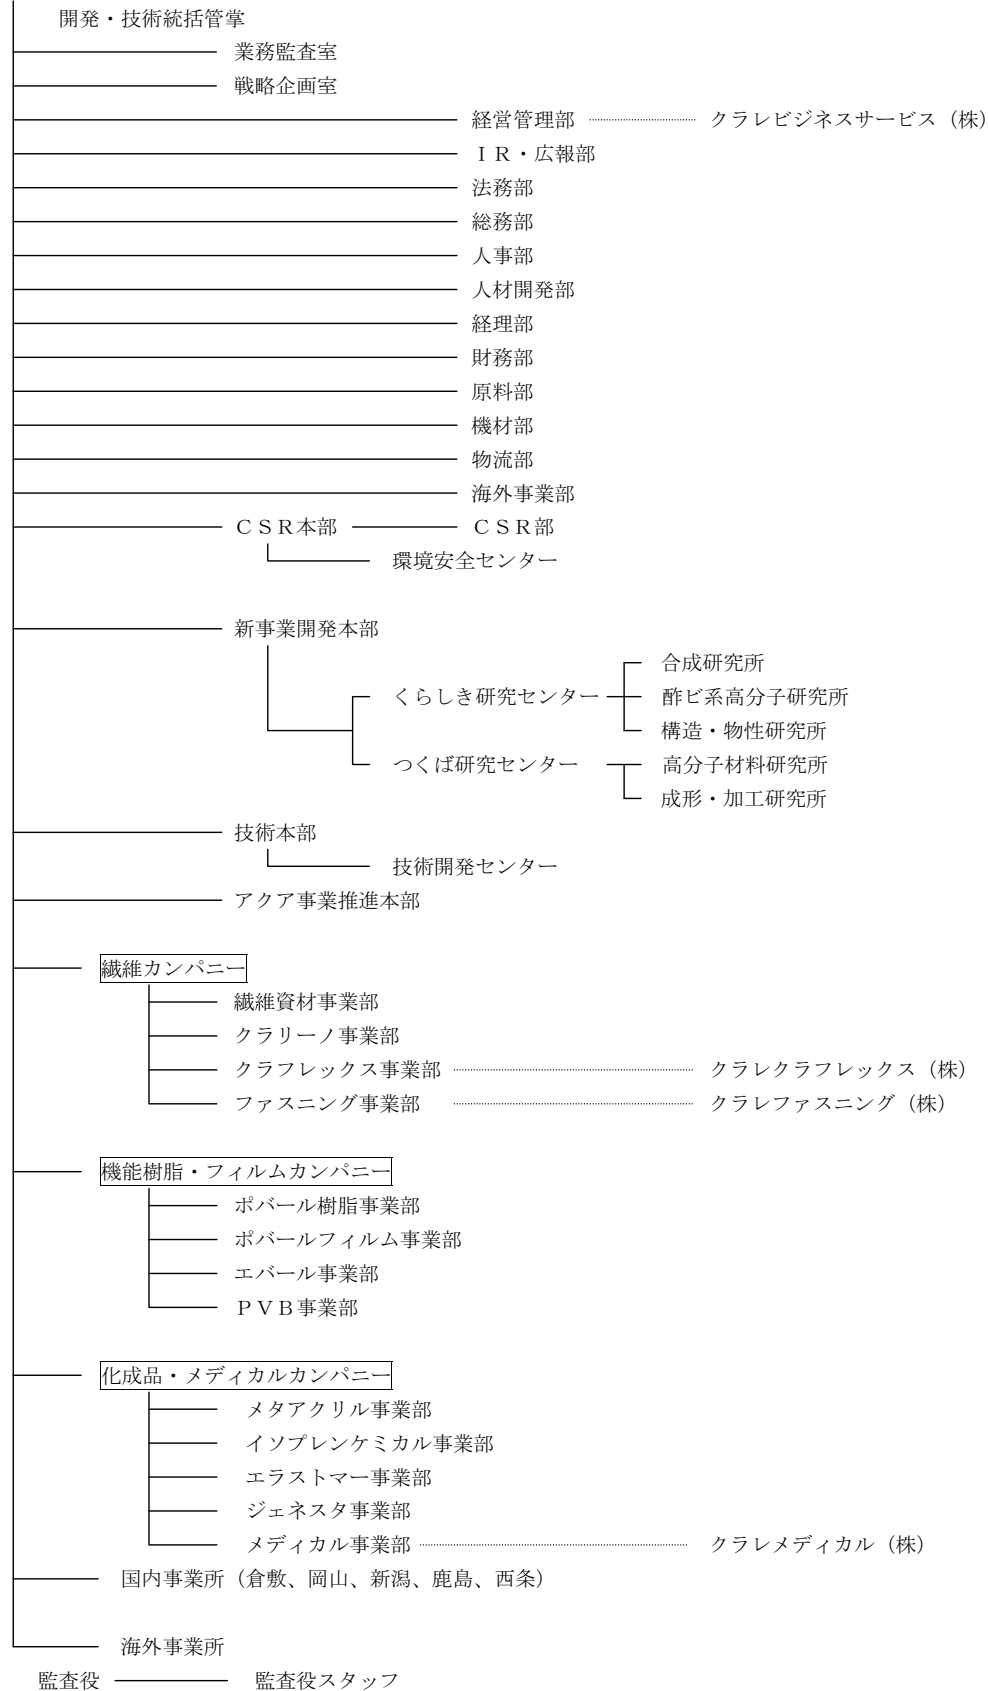 開発・技術統括管掌
業務監査室
戦略企画室
経営管理部 クラレビジネスサービス（株）
ＩＲ・広報部
法務部
総務部
人事部
人材開発部
経理部
財務部
原料部
機材部
物流部
海外事業部
ＣＳＲ本部 ＣＳＲ部
環境安全センター
新事業開発本部
合成研究所
くらしき研究センター 酢ビ系高分子研究所
構造・物性研究所
つくば研究センター 高分子材料研究所
成形・加工研究所
技術本部
技術開発センター
アクア事業推進本部
繊維カンパニー
繊維資材事業部
クラリーノ事業部
クラフレックス事業部 クラレクラフレックス（株）
ファスニング事業部 クラレファスニング（株）
機能樹脂・フィルムカンパニー
ポバール樹脂事業部
ポバールフィルム事業部
エバール事業部
ＰＶＢ事業部
化成品・メディカルカンパニー
メタアクリル事業部
イソプレンケミカル事業部
エラストマー事業部
ジェネスタ事業部
メディカル事業部 クラレメディカル（株）
国内事業所（倉敷、岡山、新潟、鹿島、西条）
海外事業所
監査役 監査役スタッフ